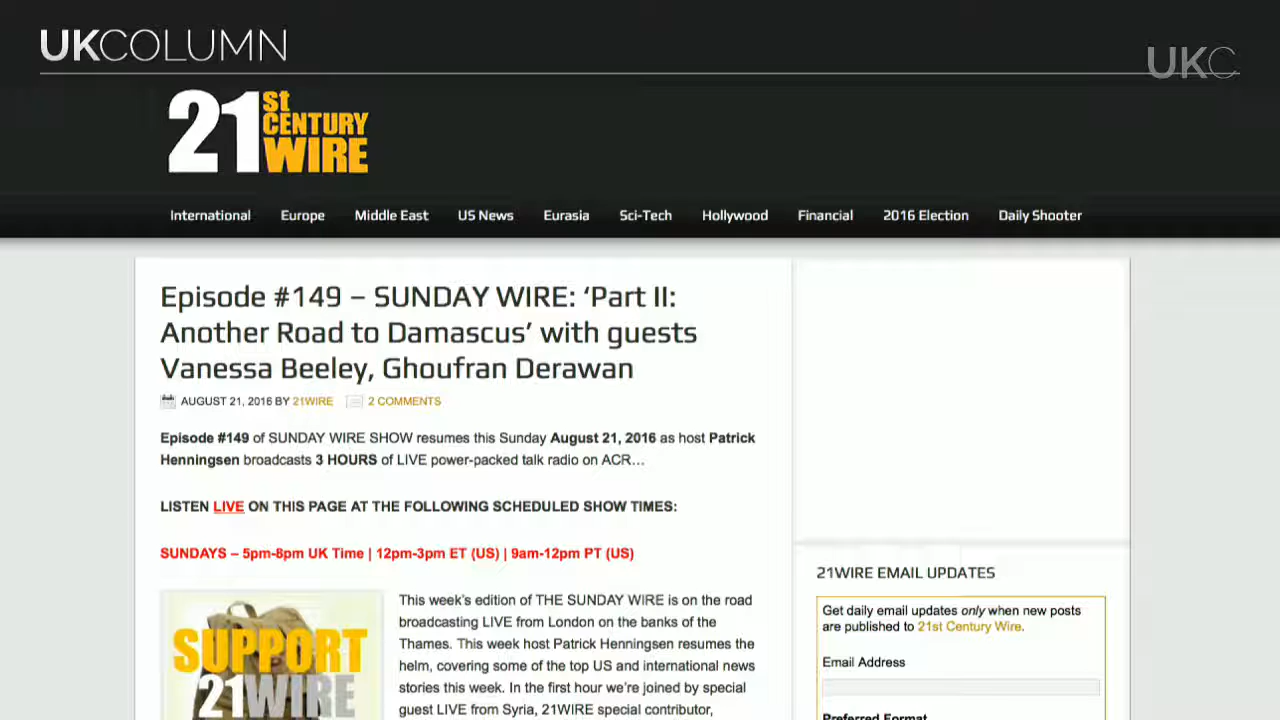 UKCOLUMN
UKC
21st CENTURY WIRE
International Europe Middle East US News Eurasia Sci-Tech Hollywood Financial 2016 Election Daily Shooter
Episode #149 – SUNDAY WIRE: ‘Part II:
Another Road to Damascus’ with guests
Vanessa Beeley, Ghoufran Derawan
AUGUST 21, 2016 BY 21WIRE 2 COMMENTS
Episode #149 of SUNDAY WIRE SHOW resumes this Sunday August 21, 2016 as host Patrick
Henningsen broadcasts 3 HOURS of LIVE power-packed talk radio on ACR…
LISTEN LIVE ON THIS PAGE AT THE FOLLOWING SCHEDULED SHOW TIMES:
SUNDAYS – 5pm-8pm UK Time | 12pm-3pm ET (US) | 9am-12pm PT (US)
SUPPORT
21WIRE
This week’s edition of THE SUNDAY WIRE is on the road
broadcasting LIVE from London on the banks of the
Thames. This week host Patrick Henningsen resumes the
helm, covering some of the top US and international news
stories this week. In the first hour we’re joined by special
guest LIVE from Syria, 21WIRE special contributor,
21WIRE EMAIL UPDATES
Get daily email updates only when new posts
are published to 21st Century Wire.
Email Address
Preferred Format